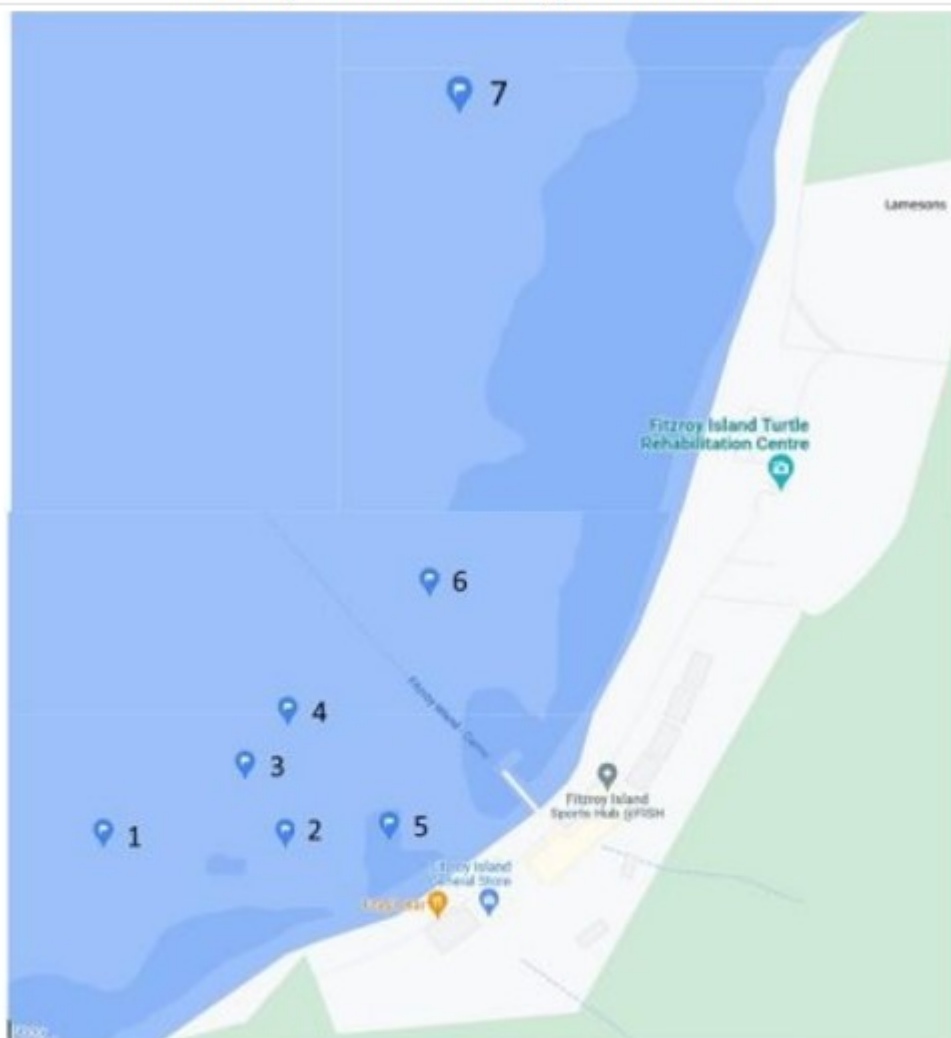 7
Lamesons
Fitzroy Island Turtle
Rehabilitation Centre
6
4
3
Fitzroy Island
Sports Hub @FISH
1
2
5
Fitzroy Island
General Store